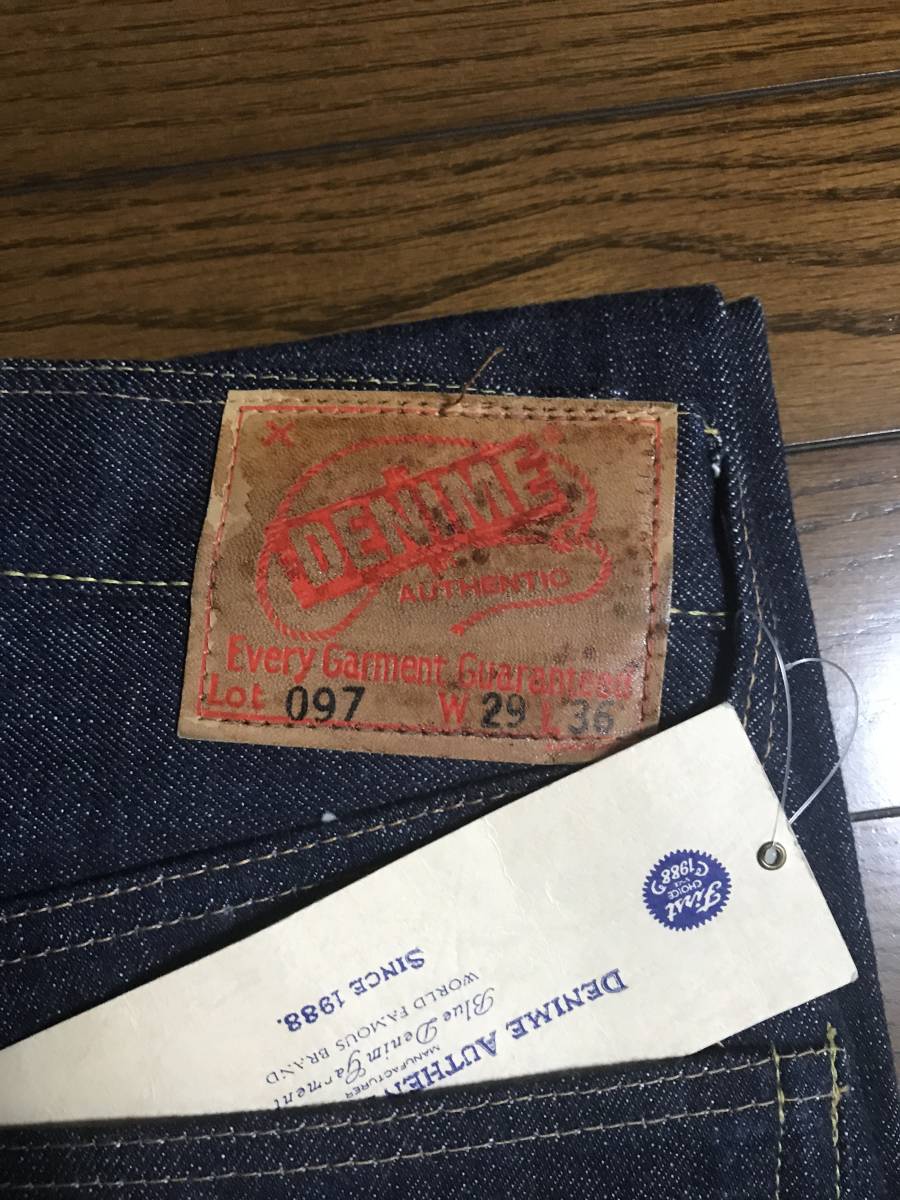 X
DENIME®
AUTHENTIC
Every Garment Guaranteed
Lot 097 W 29 L 36
First
CHOICE
1988
DENIME AUTHEN
MANUFACTURER
Blue Denim Garment
WORLD FAMOUS BRAND
SINCE 1988.